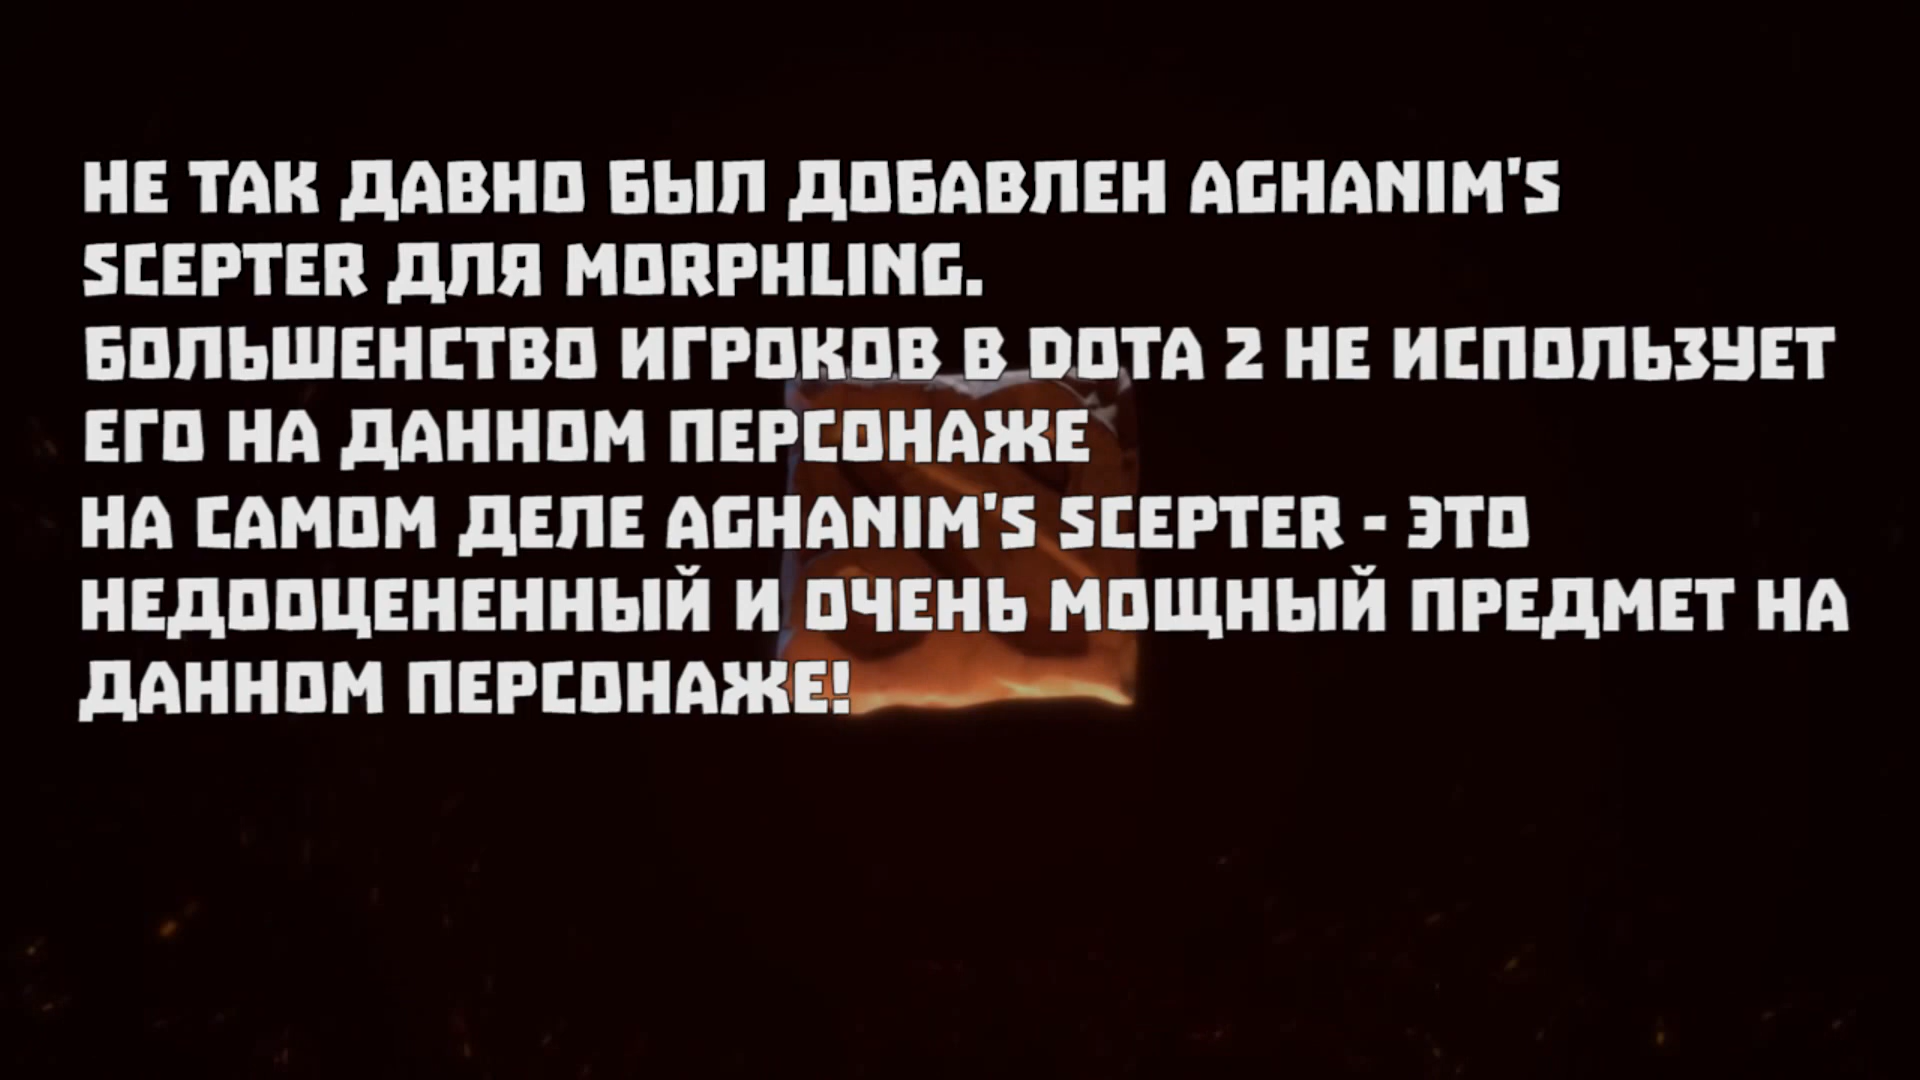 НЕ ТАК ДАВНО БЫЛ ДОБАВЛЕН AGHANIM'S
SCEPTER ДЛЯ MORPHLING.
БОЛЬШЕНСТВО ИГРОКОВ В DOTA 2 НЕ ИСПОЛЬЗУЕТ
ЕГО НА ДАННОМ ПЕРСОНАЖЕ
НА САМОМ ДЕЛЕ AGHANIM'S SCEPTER - ЭТО
НЕДООЦЕНЕННЫЙ И ОЧЕНЬ МОЩНЫЙ ПРЕДМЕТ НА
ДАННОМ ПЕРСОНАЖЕ!